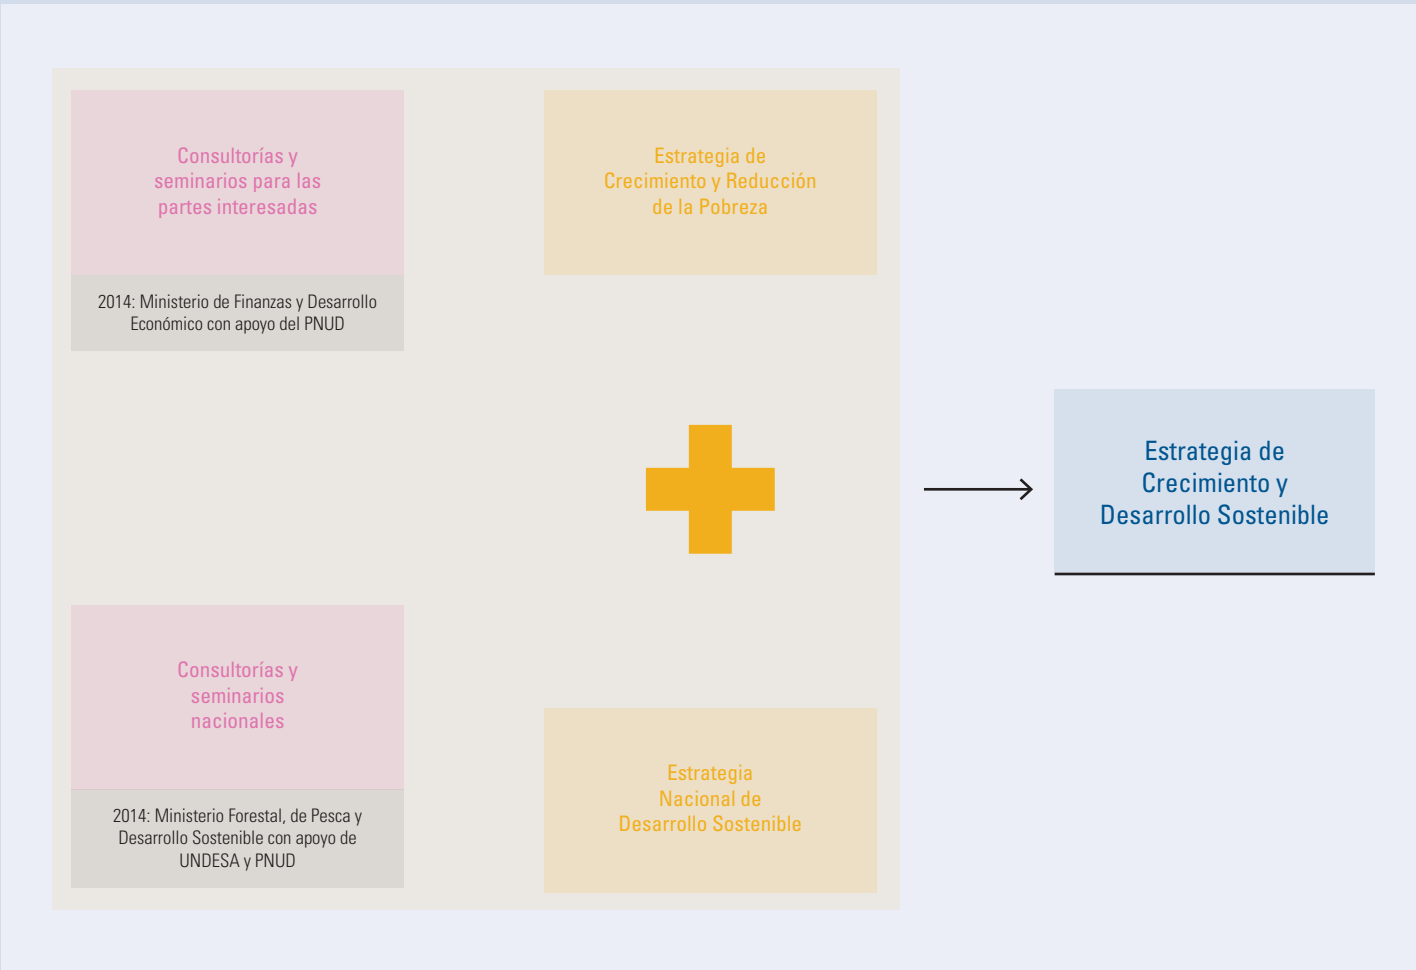 Consultorías y
seminarios para las
partes interesadas
2014: Ministerio de Finanzas y Desarrollo
Económico con apoyo del PNUD
Estrategia de
Crecimiento y Reducción
de la Pobreza
Consultorías y
seminarios
nacionales
2014: Ministerio Forestal, de Pesca y
Desarrollo Sostenible con apoyo de
UNDESA y PNUD
Estrategia
Nacional de
Desarrollo Sostenible
Estrategia de
Crecimiento y
Desarrollo Sostenible